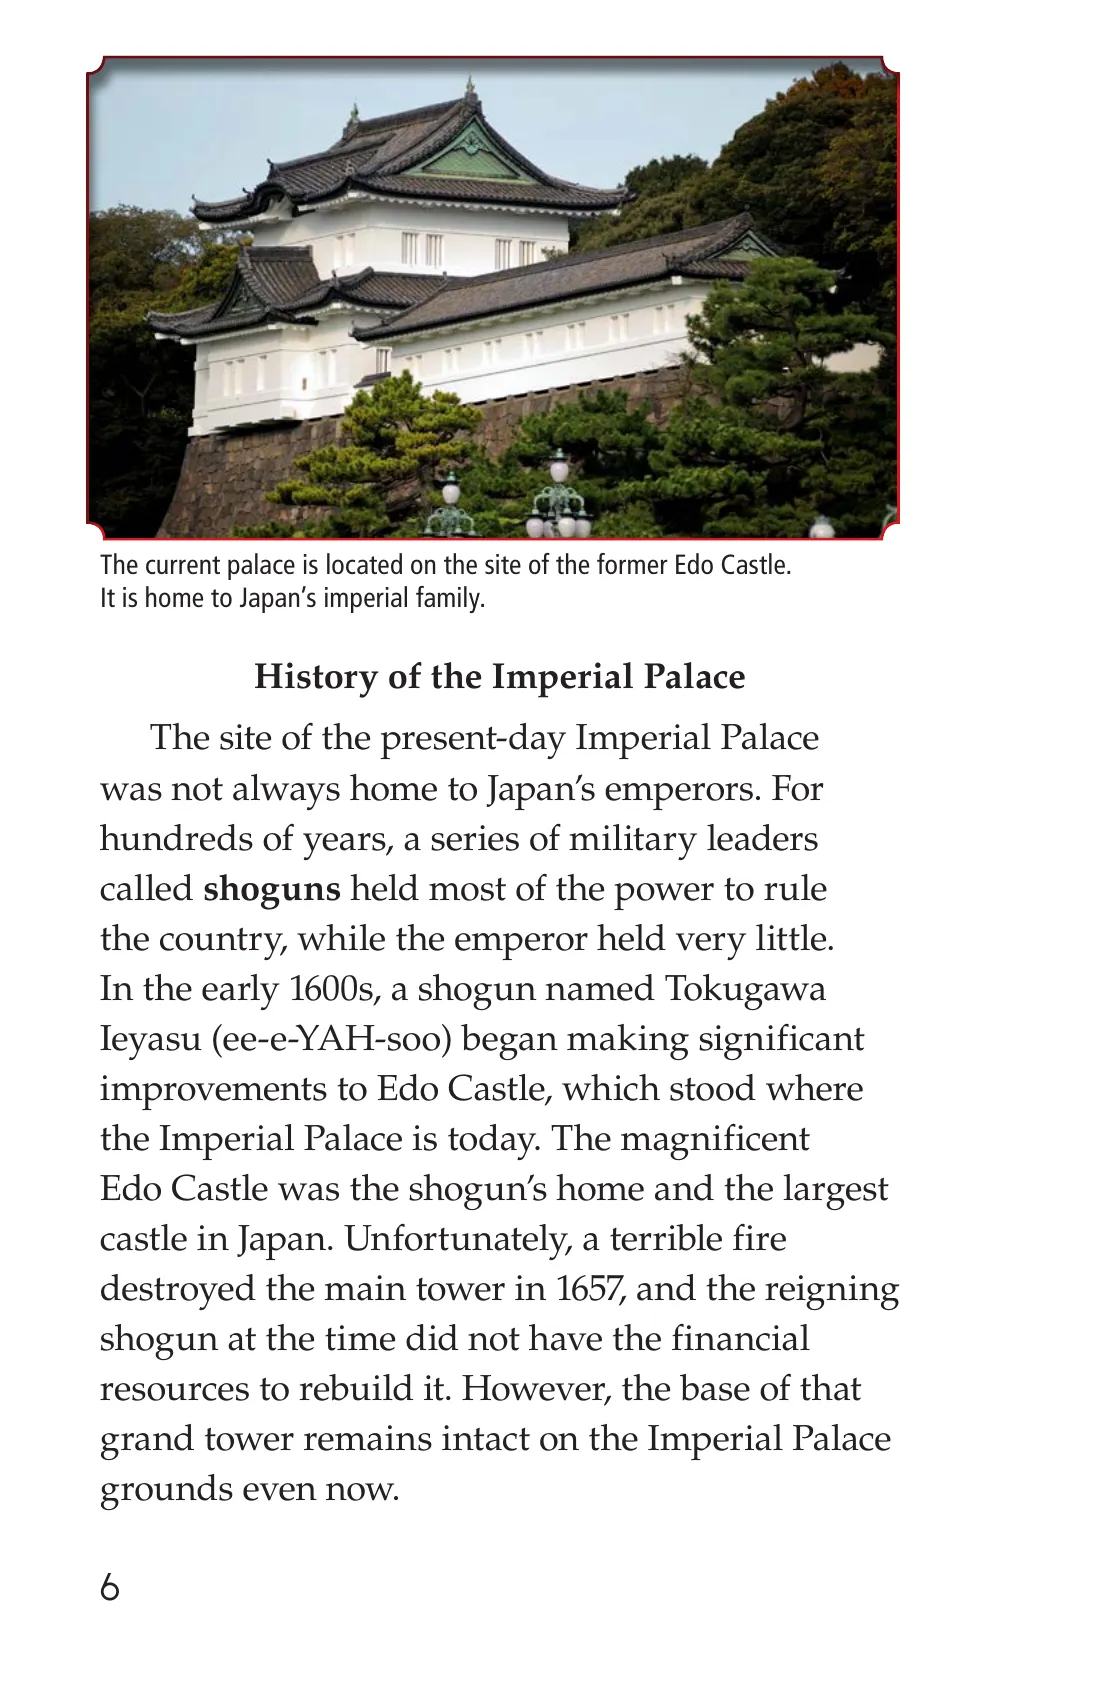 The current palace is located on the site of the former Edo Castle.
It is home to Japan’s imperial family.
History of the Imperial Palace
The site of the present-day Imperial Palace
was not always home to Japan’s emperors. For
hundreds of years, a series of military leaders
called shoguns held most of the power to rule
the country, while the emperor held very little.
In the early 1600s, a shogun named Tokugawa
Ieyasu (ee-e-YAH-soo) began making significant
improvements to Edo Castle, which stood where
the Imperial Palace is today. The magnificent
Edo Castle was the shogun’s home and the largest
castle in Japan. Unfortunately, a terrible fire
destroyed the main tower in 1657, and the reigning
shogun at the time did not have the financial
resources to rebuild it. However, the base of that
grand tower remains intact on the Imperial Palace
grounds even now.
6